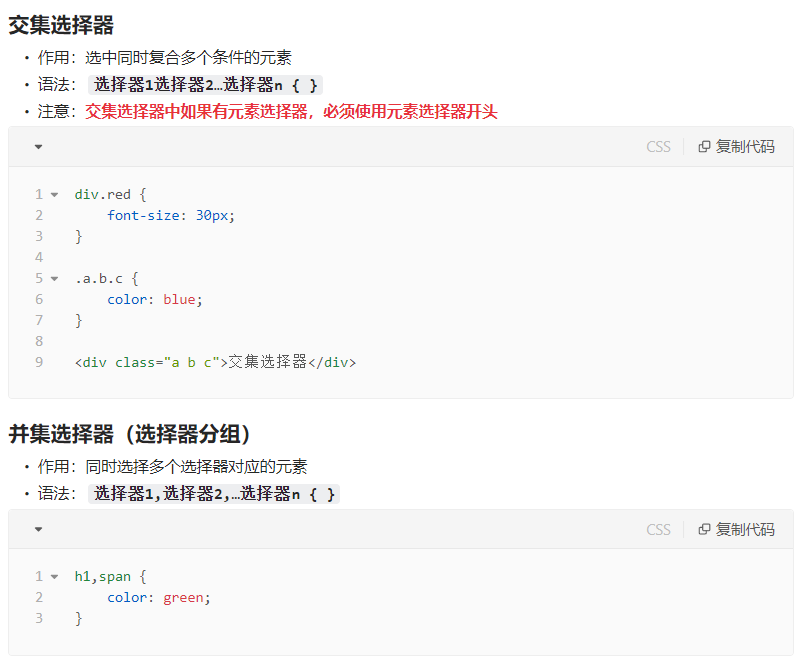 交集选择器
• 作用：选中同时复合多个条件的元素
• 语法： 选择器1选择器2…选择器n { }
• 注意：交集选择器中如果有元素选择器，必须使用元素选择器开头
CSS 复制代码
1 div.red {
2 font-size: 30px;
3 }
4
5 .a.b.c {
6 color: blue;
7 }
8
9 <div class="a b c">交集选择器</div>
并集选择器（选择器分组）
• 作用：同时选择多个选择器对应的元素
• 语法： 选择器1,选择器2,…选择器n { }
CSS 复制代码
1 h1,span {
2 color: green;
3 }